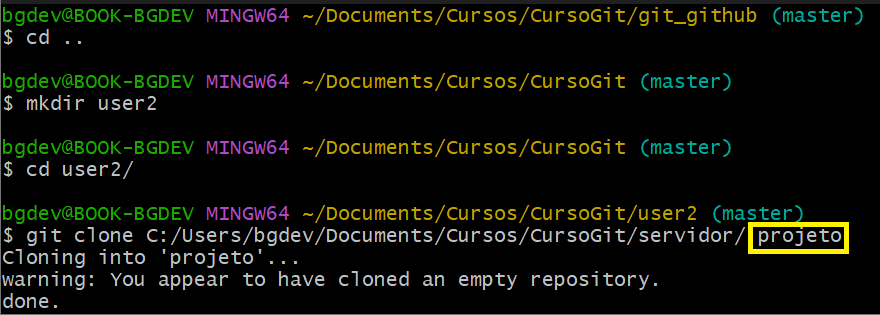 bgdev@BOOK-BGDEV MINGW64 ~/Documents/Cursos/CursoGit/git_github (master)
$ cd ..
bgdev@BOOK-BGDEV MINGW64 ~/Documents/Cursos/CursoGit (master)
$ mkdir user2
bgdev@BOOK-BGDEV MINGW64 ~/Documents/Cursos/CursoGit (master)
$ cd user2/
bgdev@BOOK-BGDEV MINGW64 ~/Documents/Cursos/CursoGit/user2 (master)
$ git clone C:/Users/bgdev/Documents/Cursos/CursoGit/servidor/ projeto
Cloning into 'projeto'...
warning: You appear to have cloned an empty repository.
done.